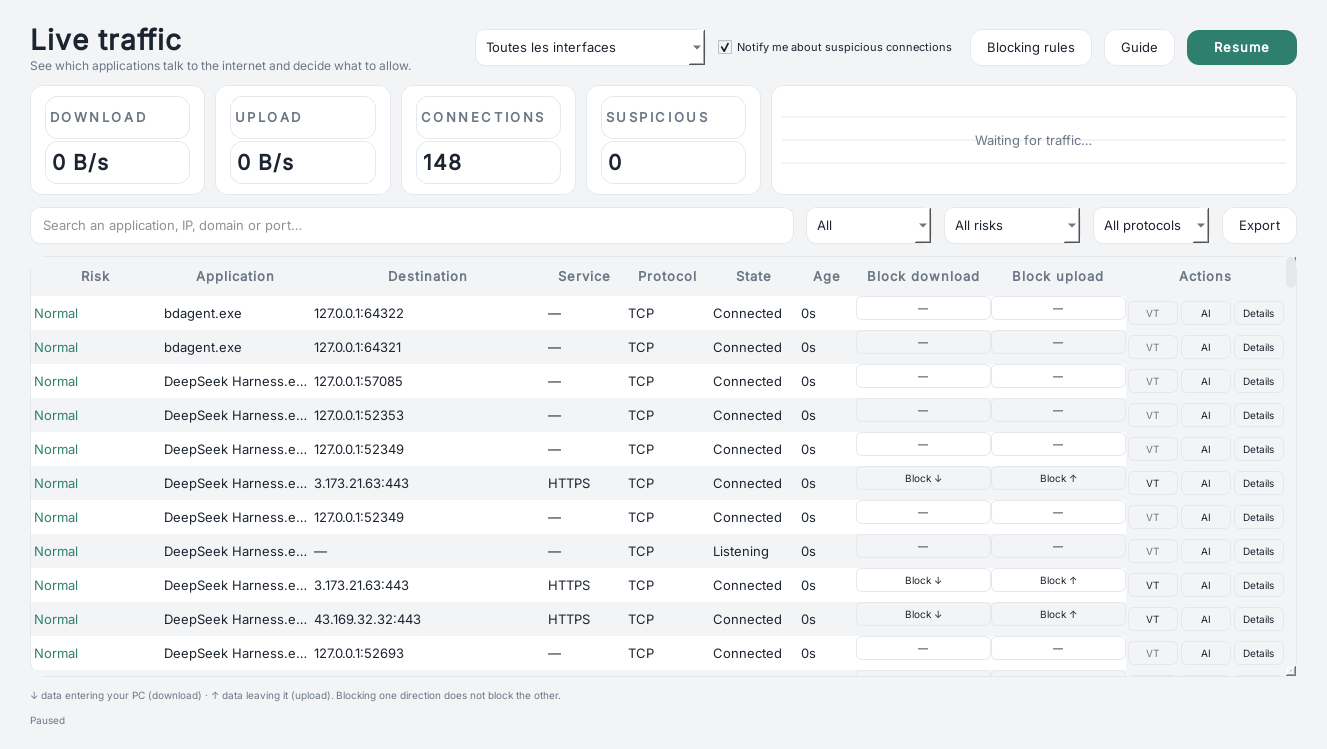 Live traffic
See which applications talk to the internet and decide what to allow.
Toutes les interfaces
Notify me about suspicious connections
Blocking rules
Guide
Resume
DOWNLOAD
0 B/s
UPLOAD
0 B/s
CONNECTIONS
148
SUSPICIOUS
0
Waiting for traffic...
Search an application, IP, domain or port...
All
All risks
All protocols
Export
Risk Application Destination Service Protocol State Age Block download Block upload Actions
Normal bdagent.exe 127.0.0.1:64322 — TCP Connected 0s — — VT AI Details
Normal bdagent.exe 127.0.0.1:64321 — TCP Connected 0s — — VT AI Details
Normal DeepSeek Harness.e... 127.0.0.1:57085 — TCP Connected 0s — — VT AI Details
Normal DeepSeek Harness.e... 127.0.0.1:52353 — TCP Connected 0s — — VT AI Details
Normal DeepSeek Harness.e... 127.0.0.1:52349 — TCP Connected 0s — — VT AI Details
Normal DeepSeek Harness.e... 3.173.21.63:443 HTTPS TCP Connected 0s Block ↓ Block ↑ VT AI Details
Normal DeepSeek Harness.e... 127.0.0.1:52349 — TCP Connected 0s — — VT AI Details
Normal DeepSeek Harness.e... — — TCP Listening 0s — — VT AI Details
Normal DeepSeek Harness.e... 3.173.21.63:443 HTTPS TCP Connected 0s Block ↓ Block ↑ VT AI Details
Normal DeepSeek Harness.e... 43.169.32.32:443 HTTPS TCP Connected 0s Block ↓ Block ↑ VT AI Details
Normal DeepSeek Harness.e... 127.0.0.1:52693 — TCP Connected 0s — — VT AI Details
↓ data entering your PC (download) · ↑ data leaving it (upload). Blocking one direction does not block the other.
Paused